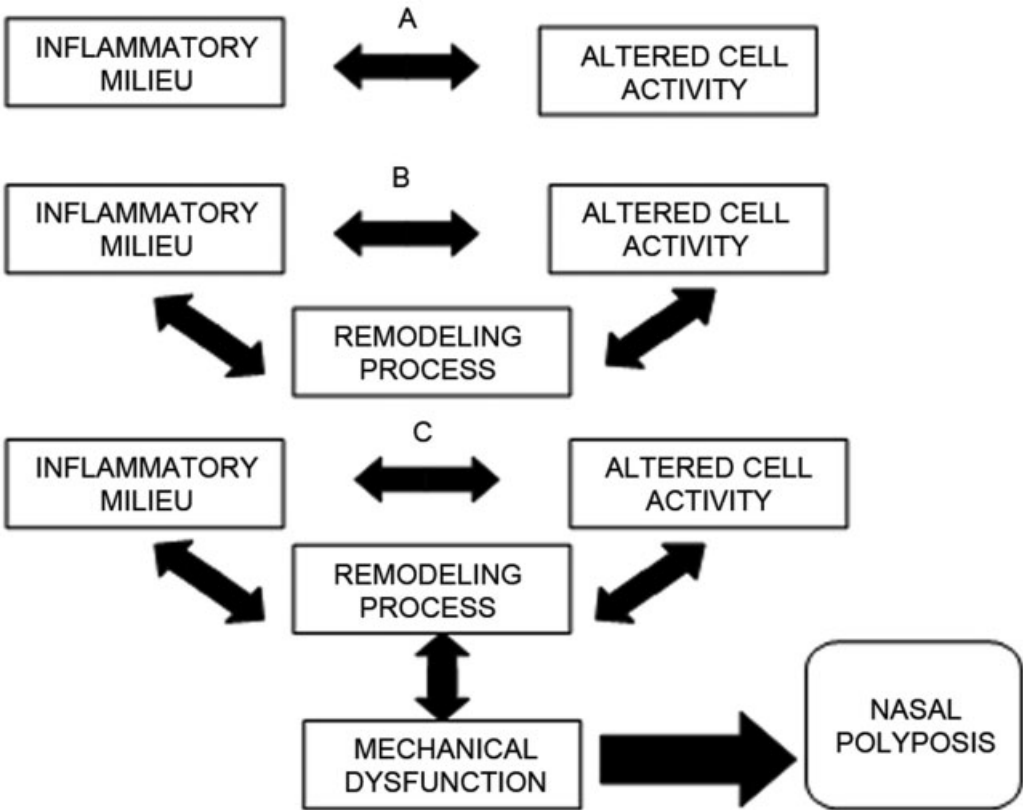 A
INFLAMMATORY
MILIEU
ALTERED CELL
ACTIVITY
B
INFLAMMATORY
MILIEU
ALTERED CELL
ACTIVITY
REMODELING
PROCESS
C
INFLAMMATORY
MILIEU
ALTERED CELL
ACTIVITY
REMODELING
PROCESS
MECHANICAL
DYSFUNCTION
NASAL
POLYPOSIS